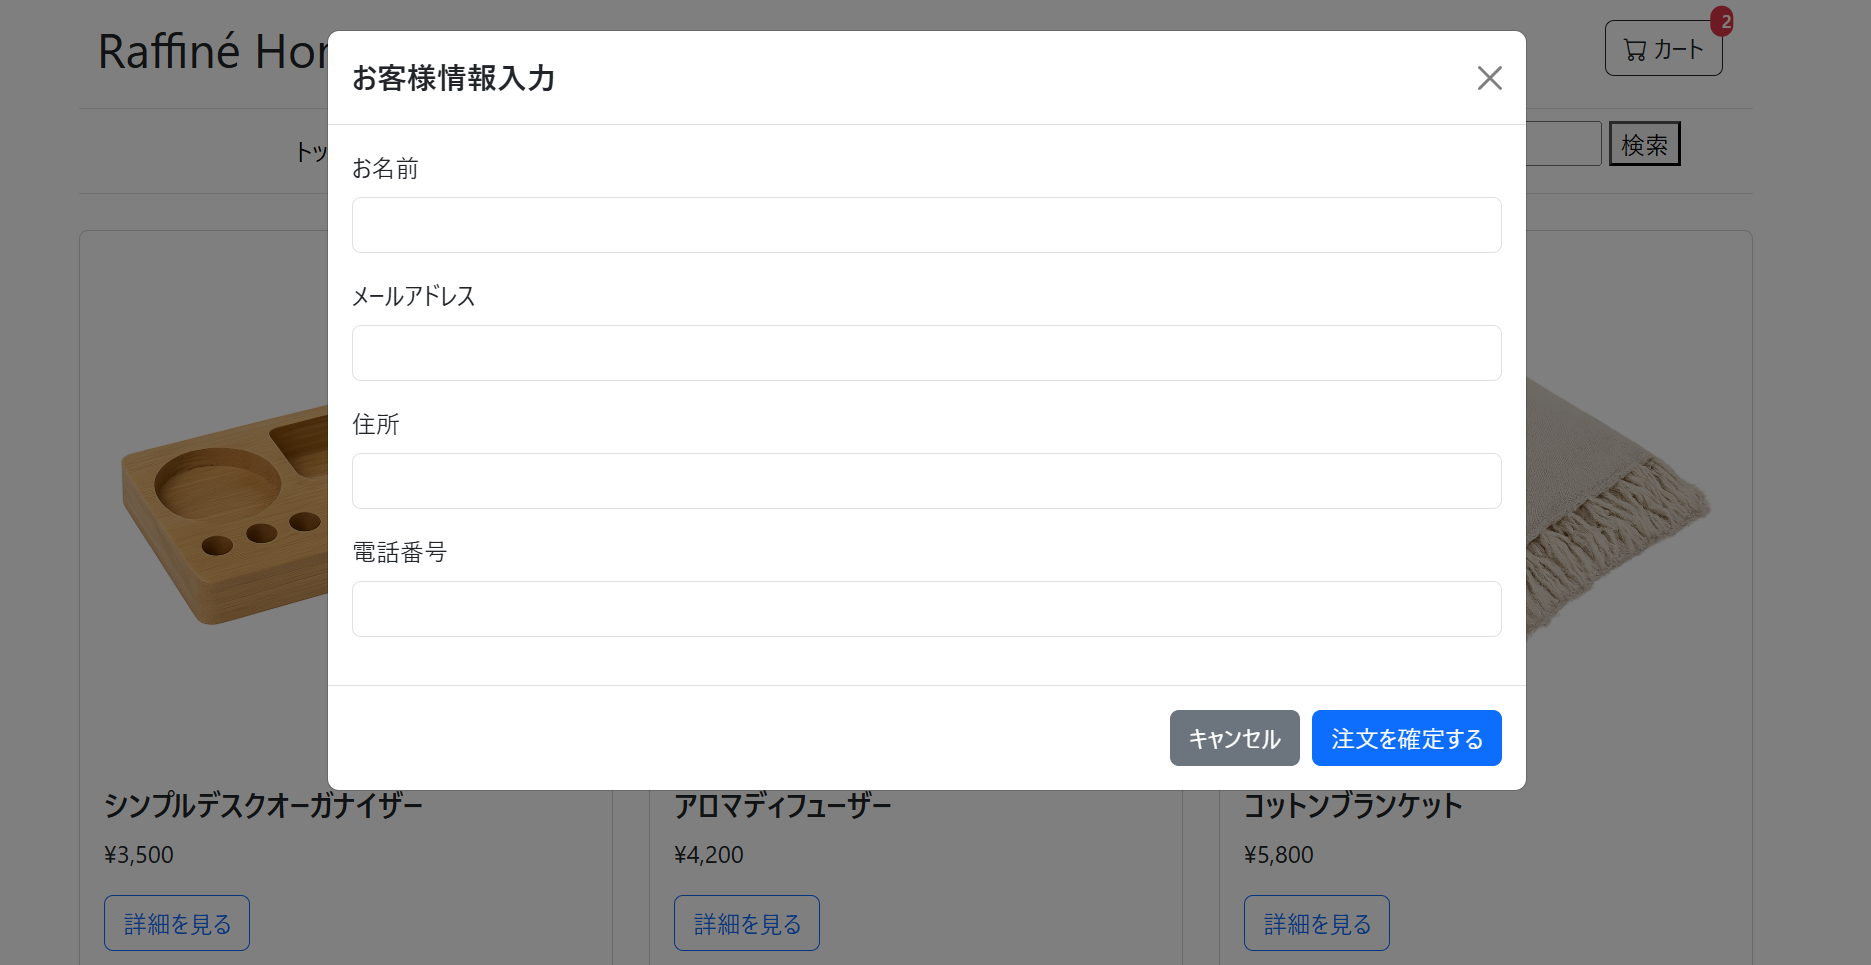 Raffiné Hor
カート
2
トッ
検索
お客様情報入力
お名前
メールアドレス
住所
電話番号
キャンセル
注文を確定する
シンプルデスクオーガナイザー
¥3,500
詳細を見る
アロマディフューザー
¥4,200
詳細を見る
コットンブランケット
¥5,800
詳細を見る